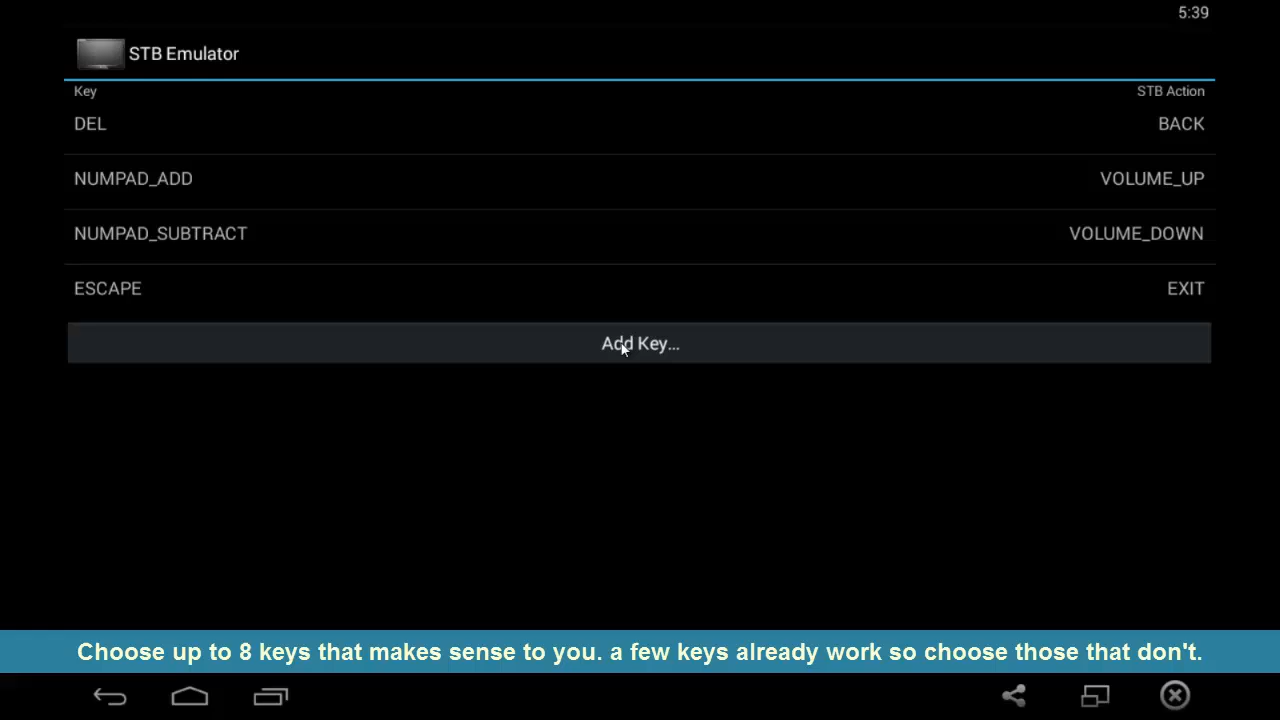 5:39
STB Emulator
Key STB Action
DEL BACK
NUMPAD_ADD VOLUME_UP
NUMPAD_SUBTRACT VOLUME_DOWN
ESCAPE EXIT
Add Key...
Choose up to 8 keys that makes sense to you. a few keys already work so choose those that don't.